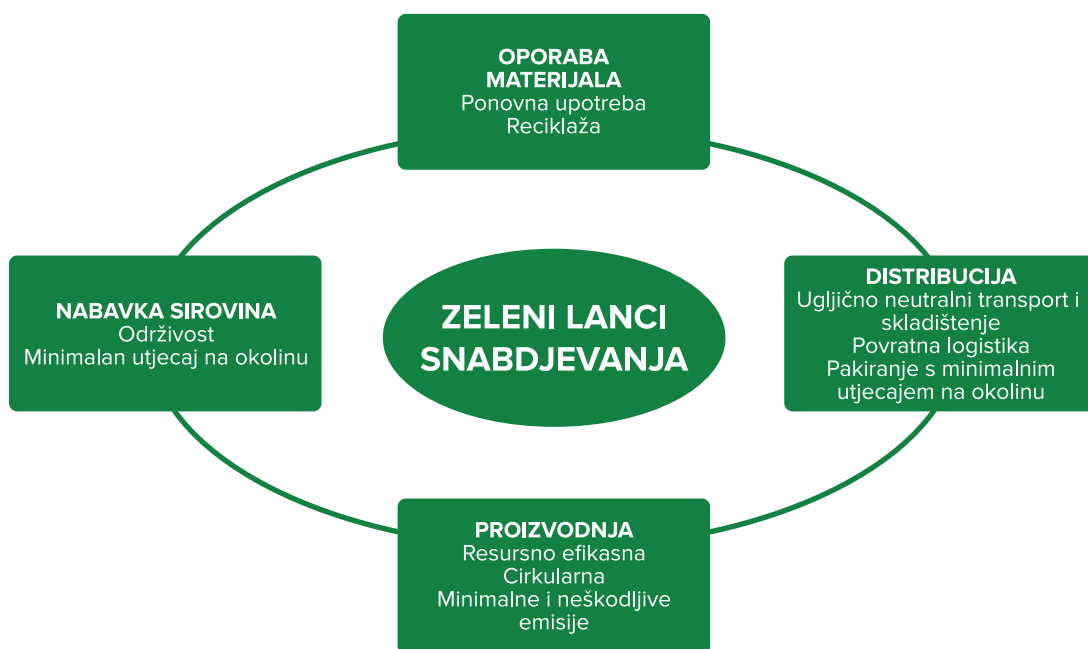 OPORABA
MATERIJALA
Ponovna upotreba
Reciklaža
NABAVKA SIROVINA
Održivost
Minimalan utjecaj na okolinu
ZELENI LANCI
SNABDJEVANJA
DISTRIBUCIJA
Ugljično neutralni transport i
skladištenje
Povratna logistika
Pakiranje s minimalnim
utjecajem na okolinu
PROIZVODNJA
Resursno efikasna
Cirkularna
Minimalne i neškodljive
emisije